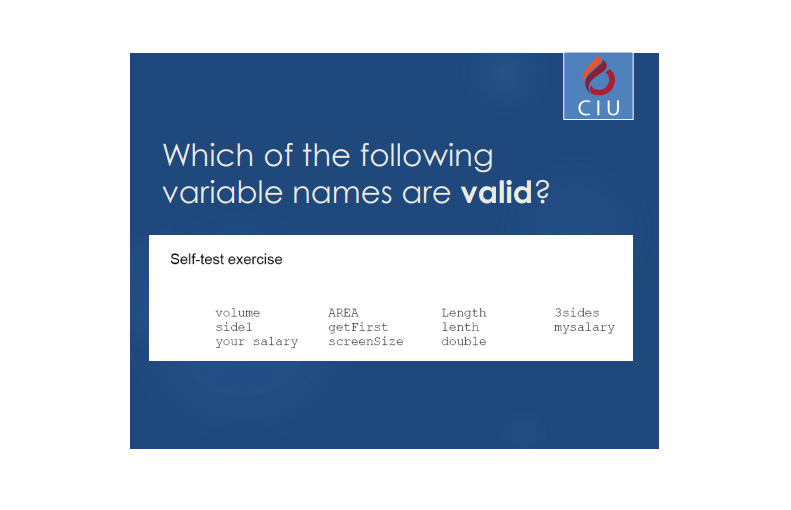 CIU
Which of the following
variable names are valid?
Self-test exercise
volume AREA Length 3sides
side1 getFirst lenth mysalary
your salary screenSize double